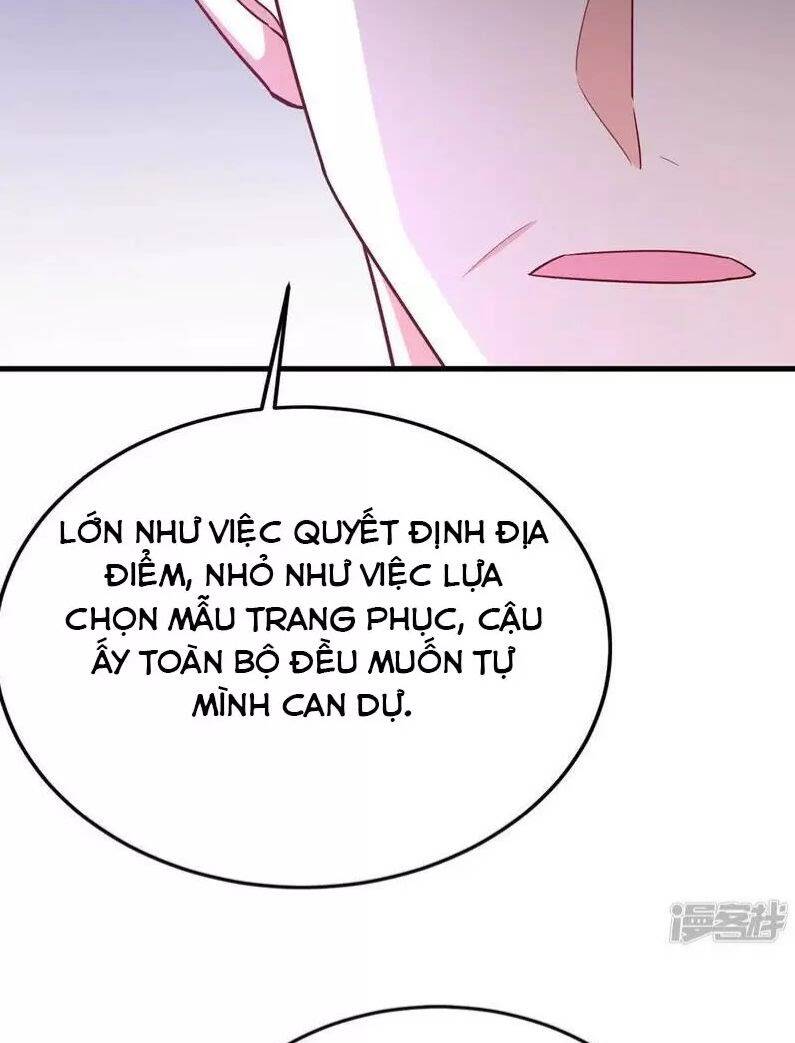 LỚN NHƯ VIỆC QUYẾT ĐỊNH ĐỊA
ĐIỂM, NHỎ NHƯ VIỆC LỰA
CHỌN MẪU TRANG PHỤC, CẬU
ẤY TOÀN BỘ ĐỀU MUỐN TỰ
MÌNH CAN DỰ.
漫客栈